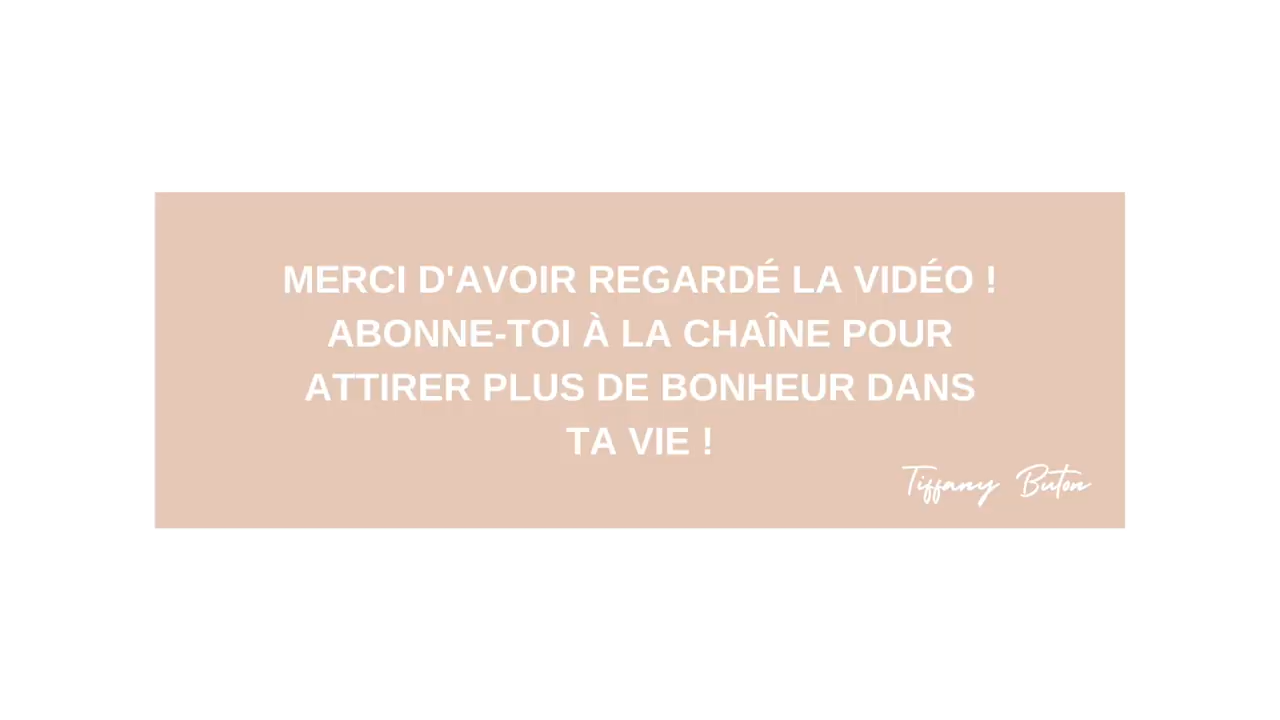 MERCI D'AVOIR REGARDÉ LA VIDÉO !
ABONNE-TOI À LA CHAÎNE POUR
ATTIRER PLUS DE BONHEUR DANS
TA VIE !
Tiffany Buton